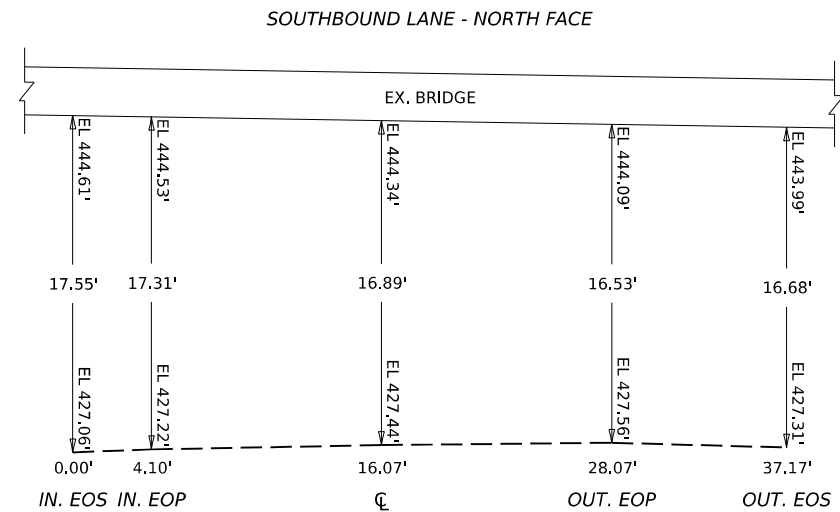 SOUTHBOUND LANE - NORTH FACE
EX. BRIDGE
EL 444.61'
EL 444.53'
EL 444.34'
EL 444.09'
EL 443.99'
17.55'
17.31'
16.89'
16.53'
16.68'
EL 427.06'
EL 427.22'
EL 427.44'
EL 427.56'
EL 427.31'
0.00'
4.10'
16.07'
28.07'
37.17'
IN. EOS
IN. EOP
℄
OUT. EOP
OUT. EOS